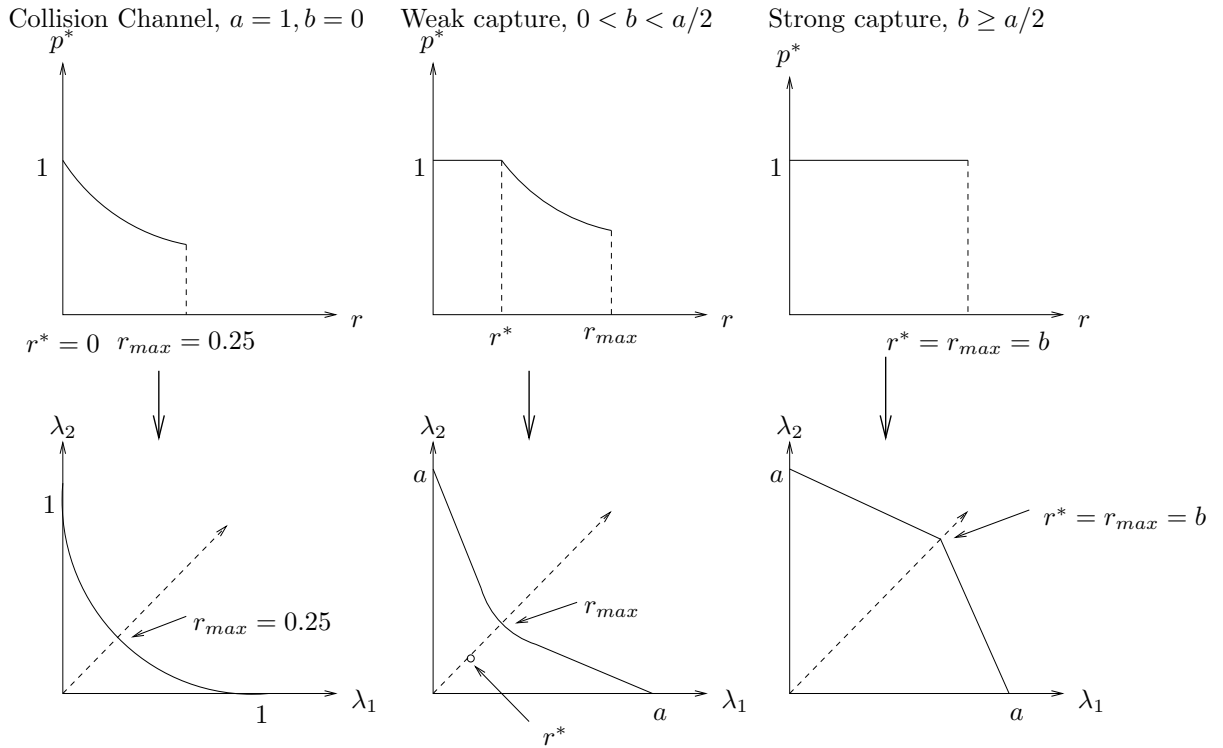 Collision Channel, a = 1, b = 0
Weak capture, 0 < b < a/2
Strong capture, b ≥ a/2
p*
p*
p*
1
1
1
r
r
r
r* = 0
r_max = 0.25
r*
r_max
r* = r_max = b
λ₂
λ₂
λ₂
1
a
a
r_max = 0.25
r_max
r* = r_max = b
λ₁
λ₁
λ₁
1
a
a
r*